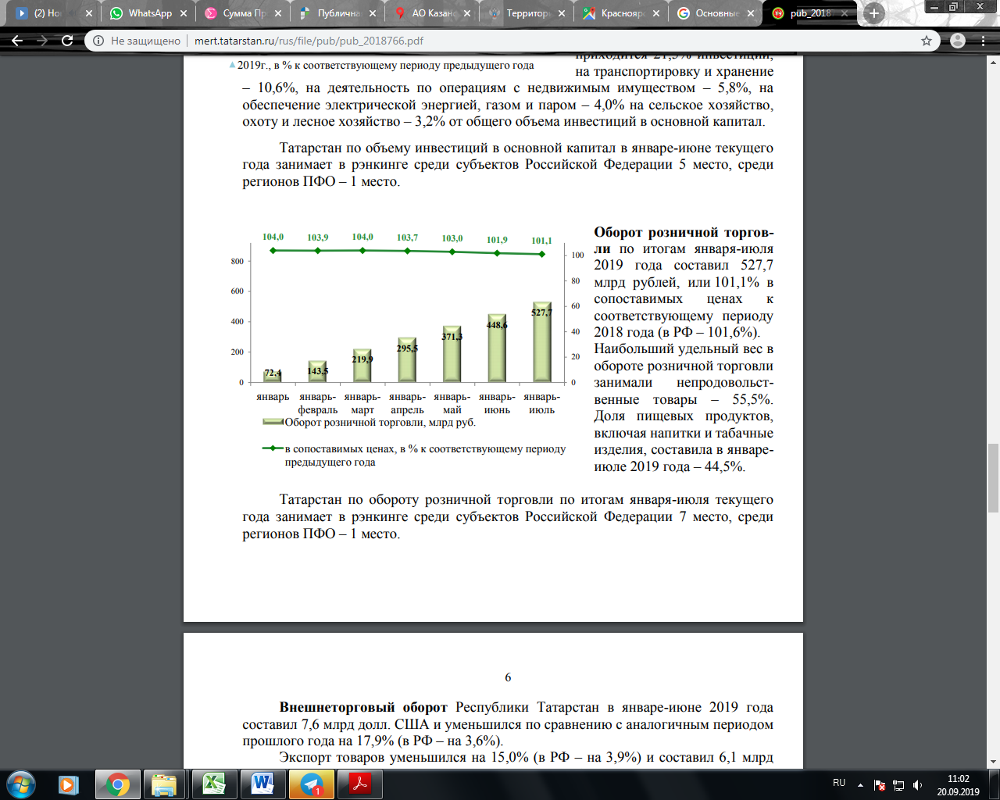 (2) Но
WhatsApp
Сумма Пр
Публична
АО Казанс
Территор
Краснояр
Основные
pub_2018
Не защищено | mert.tatarstan.ru/rus/file/pub/pub_2018766.pdf
2019г., в % к соответствующему периоду предыдущего года
приходится 21,5% инвестиций,
на транспортировку и хранение
– 10,6%, на деятельность по операциям с недвижимым имуществом – 5,8%, на
обеспечение электрической энергией, газом и паром – 4,0% на сельское хозяйство,
охоту и лесное хозяйство – 3,2% от общего объема инвестиций в основной капитал.
Татарстан по объему инвестиций в основной капитал в январе-июне текущего
года занимает в рэнкинге среди субъектов Российской Федерации 5 место, среди
регионов ПФО – 1 место.
104,0 103,9 104,0 103,7 103,0 101,9 101,1
800
600
400
200
0
100
80
60
40
20
0
72,4 143,5 219,9 295,5 371,3 448,6 527,7
январь январь- январь- январь- январь- январь- январь-
февраль март апрель май июнь июль
Оборот розничной торговли, млрд руб.
в сопоставимых ценах, в % к соответствующему периоду
предыдущего года
Оборот розничной торгов-
ли по итогам января-июля
2019 года составил 527,7
млрд рублей, или 101,1% в
сопоставимых ценах к
соответствующему периоду
2018 года (в РФ – 101,6%).
Наибольший удельный вес в
обороте розничной торговли
занимали непродовольст-
венные товары – 55,5%.
Доля пищевых продуктов,
включая напитки и табачные
изделия, составила в январе-
июле 2019 года – 44,5%.
Татарстан по обороту розничной торговли по итогам января-июля текущего
года занимает в рэнкинге среди субъектов Российской Федерации 7 место, среди
регионов ПФО – 1 место.
6
Внешнеторговый оборот Республики Татарстан в январе-июне 2019 года
составил 7,6 млрд долл. США и уменьшился по сравнению с аналогичным периодом
прошлого года на 17,9% (в РФ – на 3,6%).
Экспорт товаров уменьшился на 15,0% (в РФ – на 3,9%) и составил 6,1 млрд
1
RU
11:02
20.09.2019